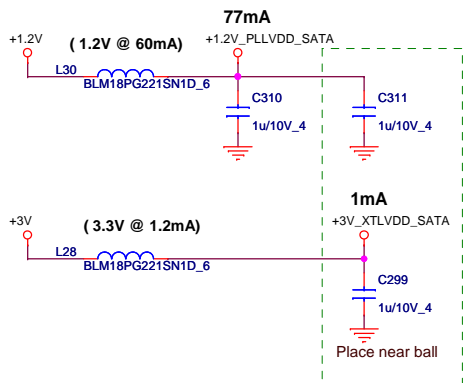 77mA
+1.2V
( 1.2V @ 60mA)
+1.2V_PLLVDD_SATA
L30
BLM18PG221SN1D_6
C310
1u/10V_4
C311
1u/10V_4
1mA
+3V
( 3.3V @ 1.2mA)
+3V_XTLVDD_SATA
L28
BLM18PG221SN1D_6
C299
1u/10V_4
Place near ball